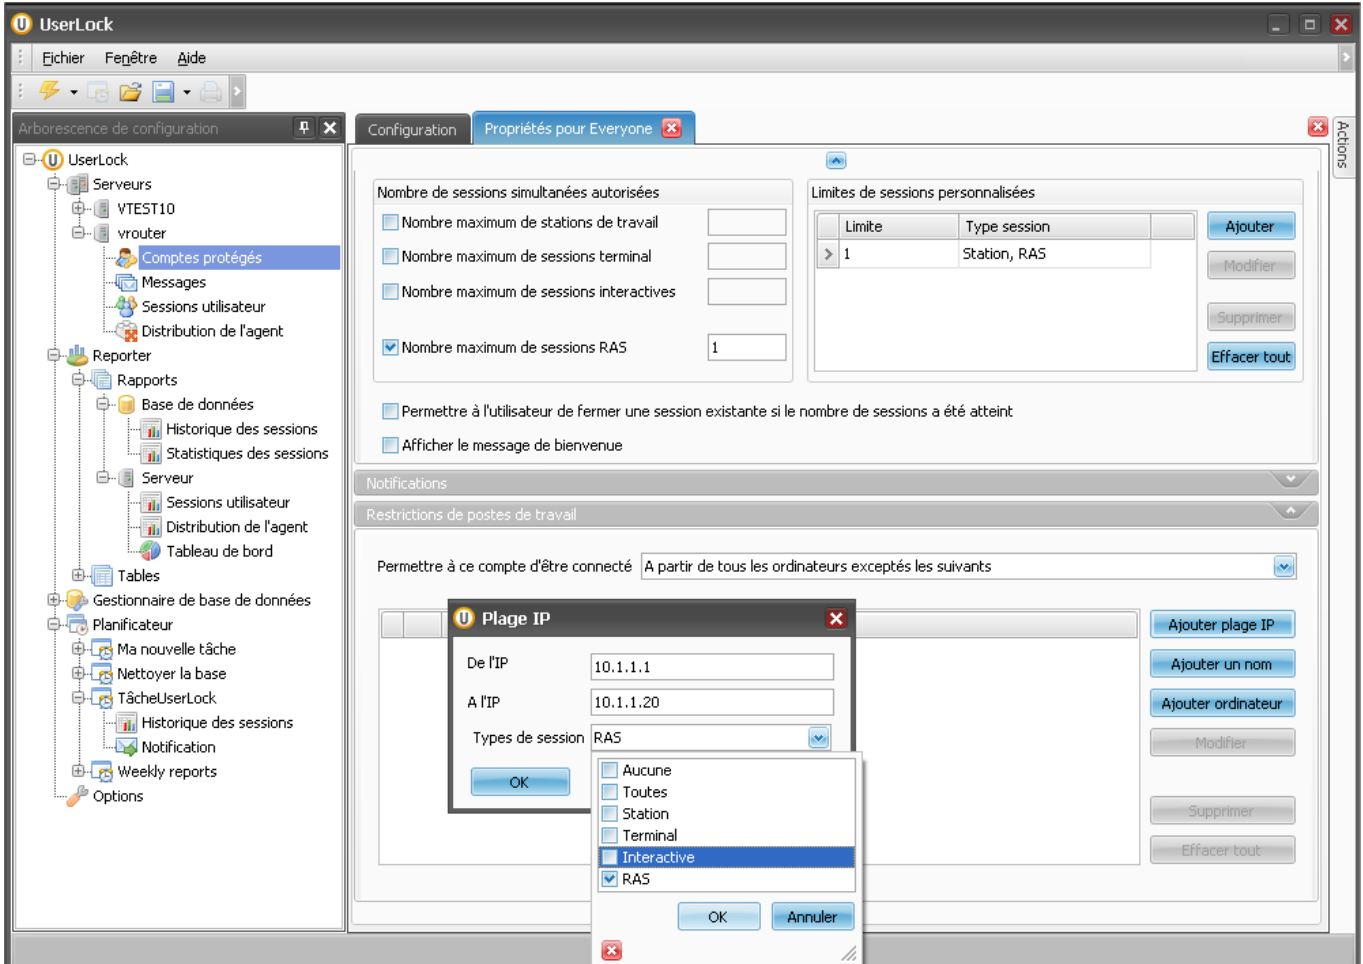 UserLock
Fichier Fenêtre Aide
Arborescence de configuration
UserLock
Serveurs
VTEST10
vrouter
Comptes protégés
Messages
Sessions utilisateur
Distribution de l'agent
Reporter
Rapports
Base de données
Historique des sessions
Statistiques des sessions
Serveur
Sessions utilisateur
Distribution de l'agent
Tableau de bord
Tables
Gestionnaire de base de données
Planificateur
Ma nouvelle tâche
Nettoyer la base
TâcheUserLock
Historique des sessions
Notification
Weekly reports
Options
Configuration
Propriétés pour Everyone
Actions
Nombre de sessions simultanées autorisées
Nombre maximum de stations de travail
Nombre maximum de sessions terminal
Nombre maximum de sessions interactives
Nombre maximum de sessions RAS 1
Limites de sessions personnalisées
Limite Type session
1 Station, RAS
Ajouter
Modifier
Supprimer
Effacer tout
Permettre à l'utilisateur de fermer une session existante si le nombre de sessions a été atteint
Afficher le message de bienvenue
Notifications
Restrictions de postes de travail
Permettre à ce compte d'être connecté A partir de tous les ordinateurs exceptés les suivants
Ajouter plage IP
Ajouter un nom
Ajouter ordinateur
Modifier
Supprimer
Effacer tout
Plage IP
De l'IP 10.1.1.1
A l'IP 10.1.1.20
Types de session RAS
OK
Aucune
Toutes
Station
Terminal
Interactive
RAS
OK Annuler